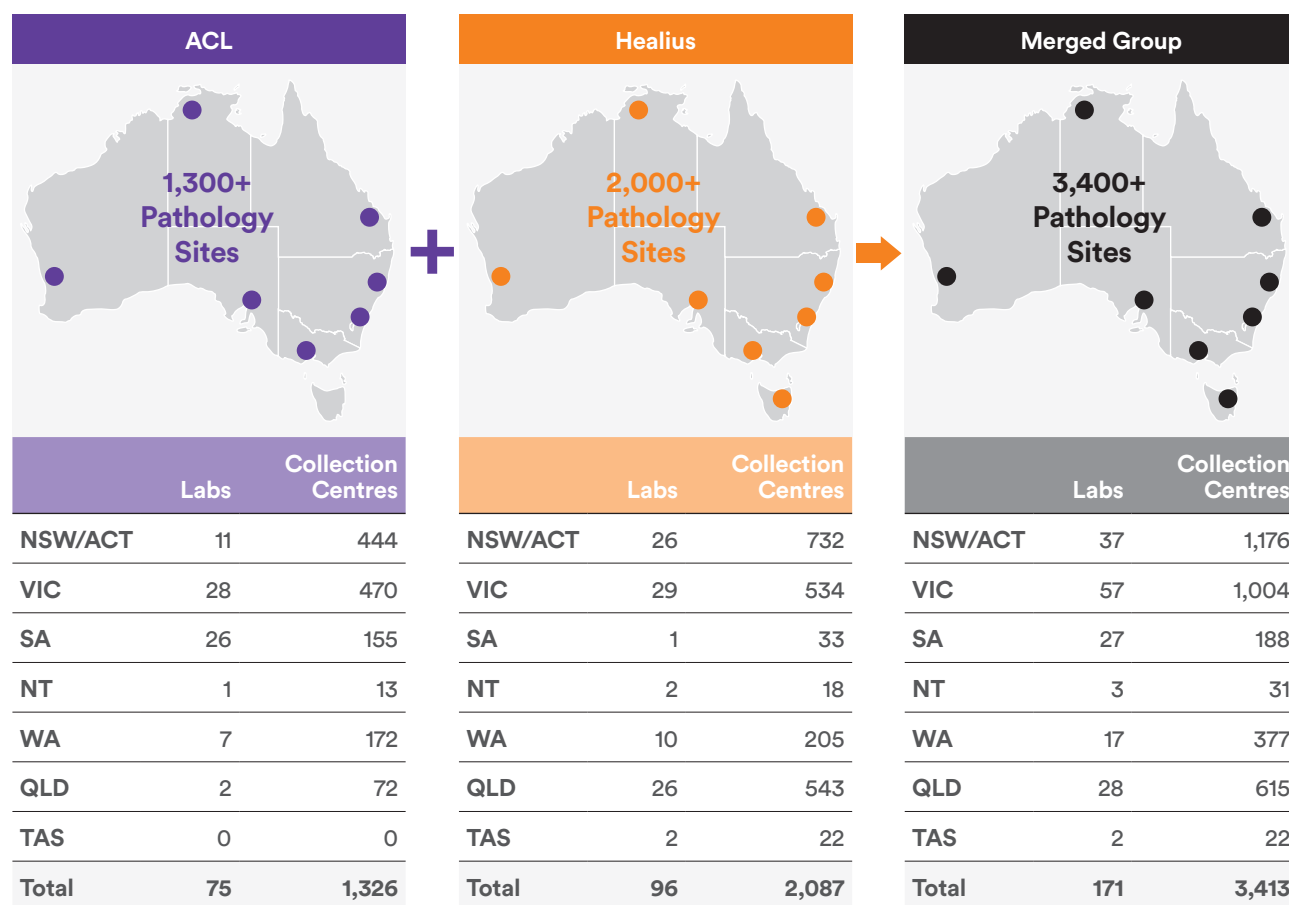 ACL
1,300+
Pathology
Sites
Labs Collection Centres
NSW/ACT 11 444
VIC 28 470
SA 26 155
NT 1 13
WA 7 172
QLD 2 72
TAS 0 0
Total 75 1,326
+
Healius
2,000+
Pathology
Sites
Labs Collection Centres
NSW/ACT 26 732
VIC 29 534
SA 1 33
NT 2 18
WA 10 205
QLD 26 543
TAS 2 22
Total 96 2,087
Merged Group
3,400+
Pathology
Sites
Labs Collection Centres
NSW/ACT 37 1,176
VIC 57 1,004
SA 27 188
NT 3 31
WA 17 377
QLD 28 615
TAS 2 22
Total 171 3,413